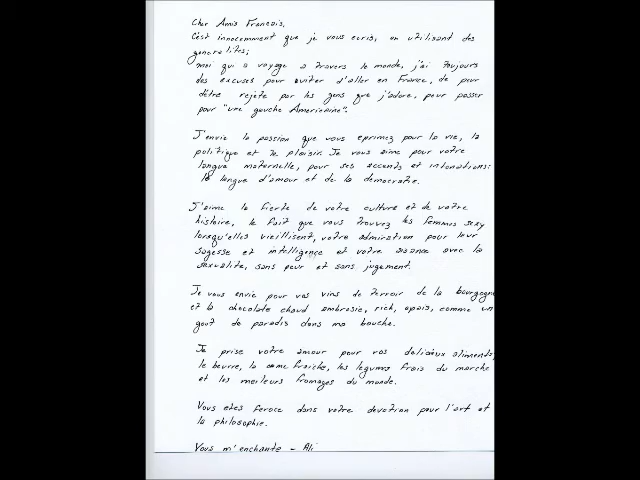 Cher Amis Francais,
C'est innocemment que je vous ecris, en utilisant des
generalites;
moi qui a voyage a travers le monde, j'ai toujours
des excuses pour eviter d'aller en France, de peur
d'être rejete par les gens que j'adore, pour passer
pour "une gauche Americaine".
J'envie la passion que vous eprimez pour la vie, la
politique et le plaisir. Je vous aime pour votre
langue maternelle, pour ses accents et intonations:
la langue d'amour et de la democratie.
J'aime la fierte de votre culture et de votre
histoire, le fait que vous trouvez les femmes sexy
lorsqu'elles vieillisent, votre admiration pour leur
sagesse et intelligence et votre aisance avec la
sexualite, sans peur et sans jugement.
Je vous envie pour vos vins de terroir de la bourgogne
et la chocolate chaud ambrosie, rich, epais, comme un
gout de paradis dans ma bouche.
Je prise votre amour pour vos delicieux aliments,
le beurre, la creme fraiche, les legumes frais du marche
et les meilleurs fromages du monde.
Vous etes feroce dans votre devotion pour l'art et
la philosophie.
Vous m'enchante - Ali